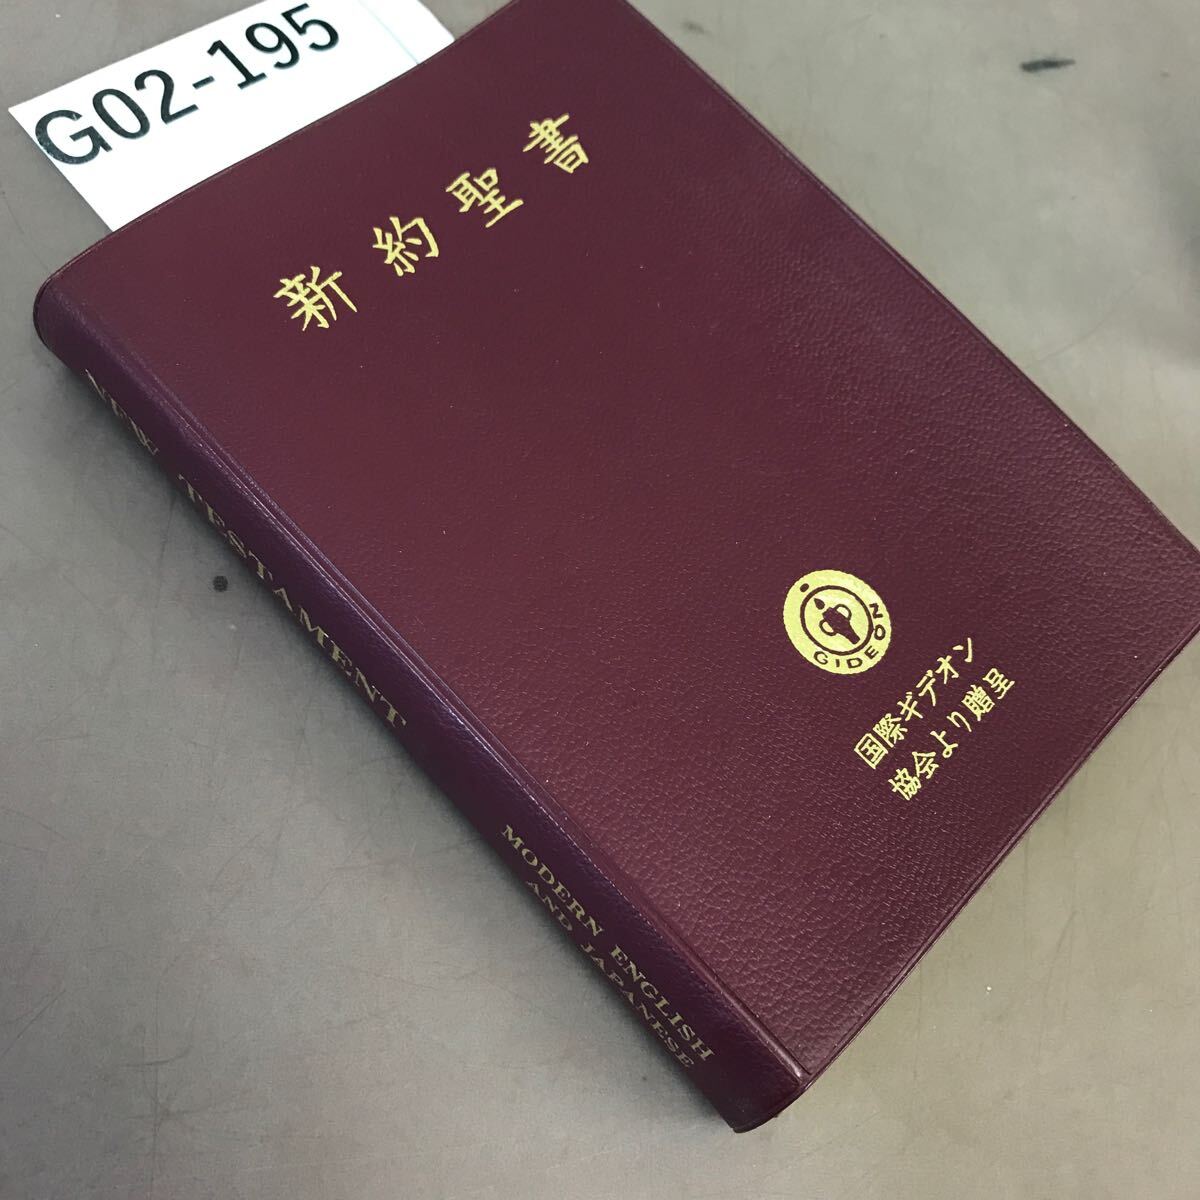 G02-195
新約聖書
GIDEON
国際ギデオン
協会より贈呈
NEW TESTAMENT
MODERN ENGLISH
AND JAPANESE